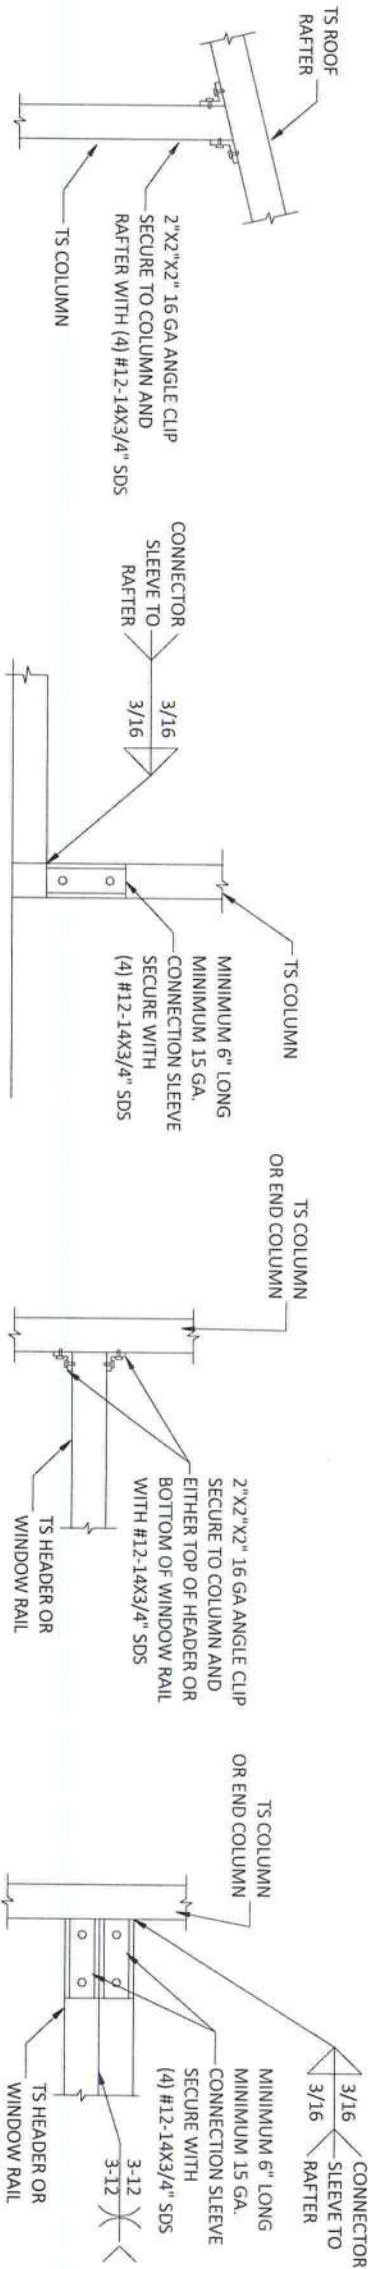 TS ROOF
RAFTER
2"X2"X2" 16 GA ANGLE CLIP
SECURE TO COLUMN AND
RAFTER WITH (4) #12-14X3/4" SDS
TS COLUMN
CONNECTOR
SLEEVE TO
RAFTER
3/16
3/16
TS COLUMN
MINIMUM 6" LONG
MINIMUM 15 GA.
CONNECTION SLEEVE
SECURE WITH
(4) #12-14X3/4" SDS
TS COLUMN
OR END COLUMN
2"X2"X2" 16 GA ANGLE CLIP
SECURE TO COLUMN AND
EITHER TOP OF HEADER OR
BOTTOM OF WINDOW RAIL
WITH #12-14X3/4" SDS
TS HEADER OR
WINDOW RAIL
TS COLUMN
OR END COLUMN
3/16
3/16
CONNECTOR
SLEEVE TO
RAFTER
MINIMUM 6" LONG
MINIMUM 15 GA.
CONNECTION SLEEVE
SECURE WITH
(4) #12-14X3/4" SDS
3-12
3-12
TS HEADER OR
WINDOW RAIL